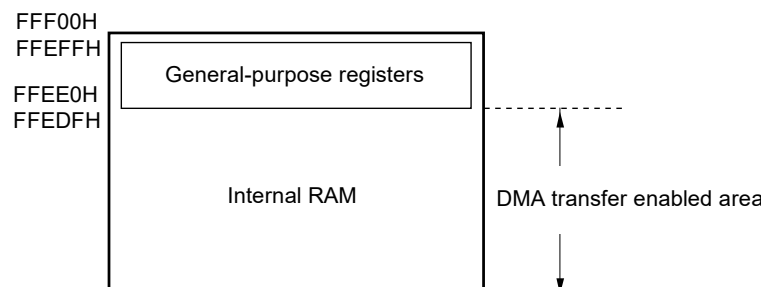 FFF00H
FFEFFH
General-purpose registers
FFEE0H
FFEDFH
Internal RAM
DMA transfer enabled area